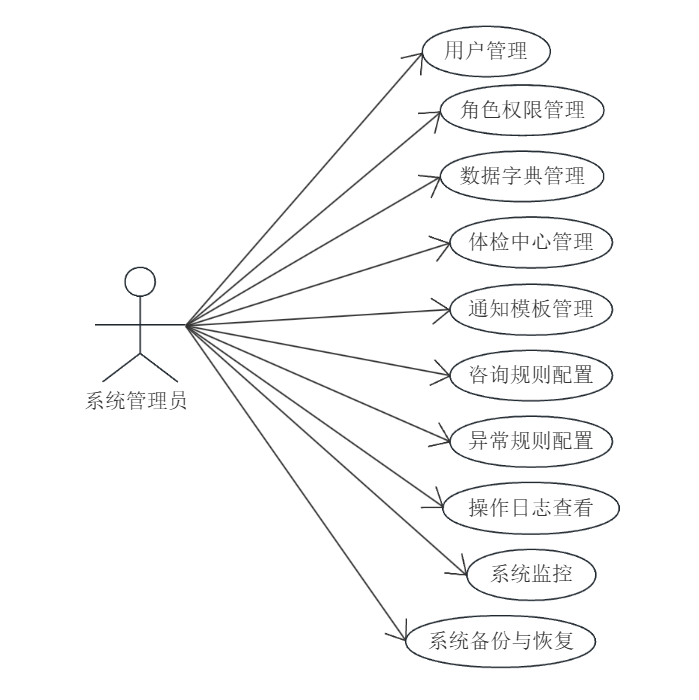 用户管理
角色权限管理
数据字典管理
体检中心管理
通知模板管理
咨询规则配置
异常规则配置
操作日志查看
系统监控
系统备份与恢复
系统管理员